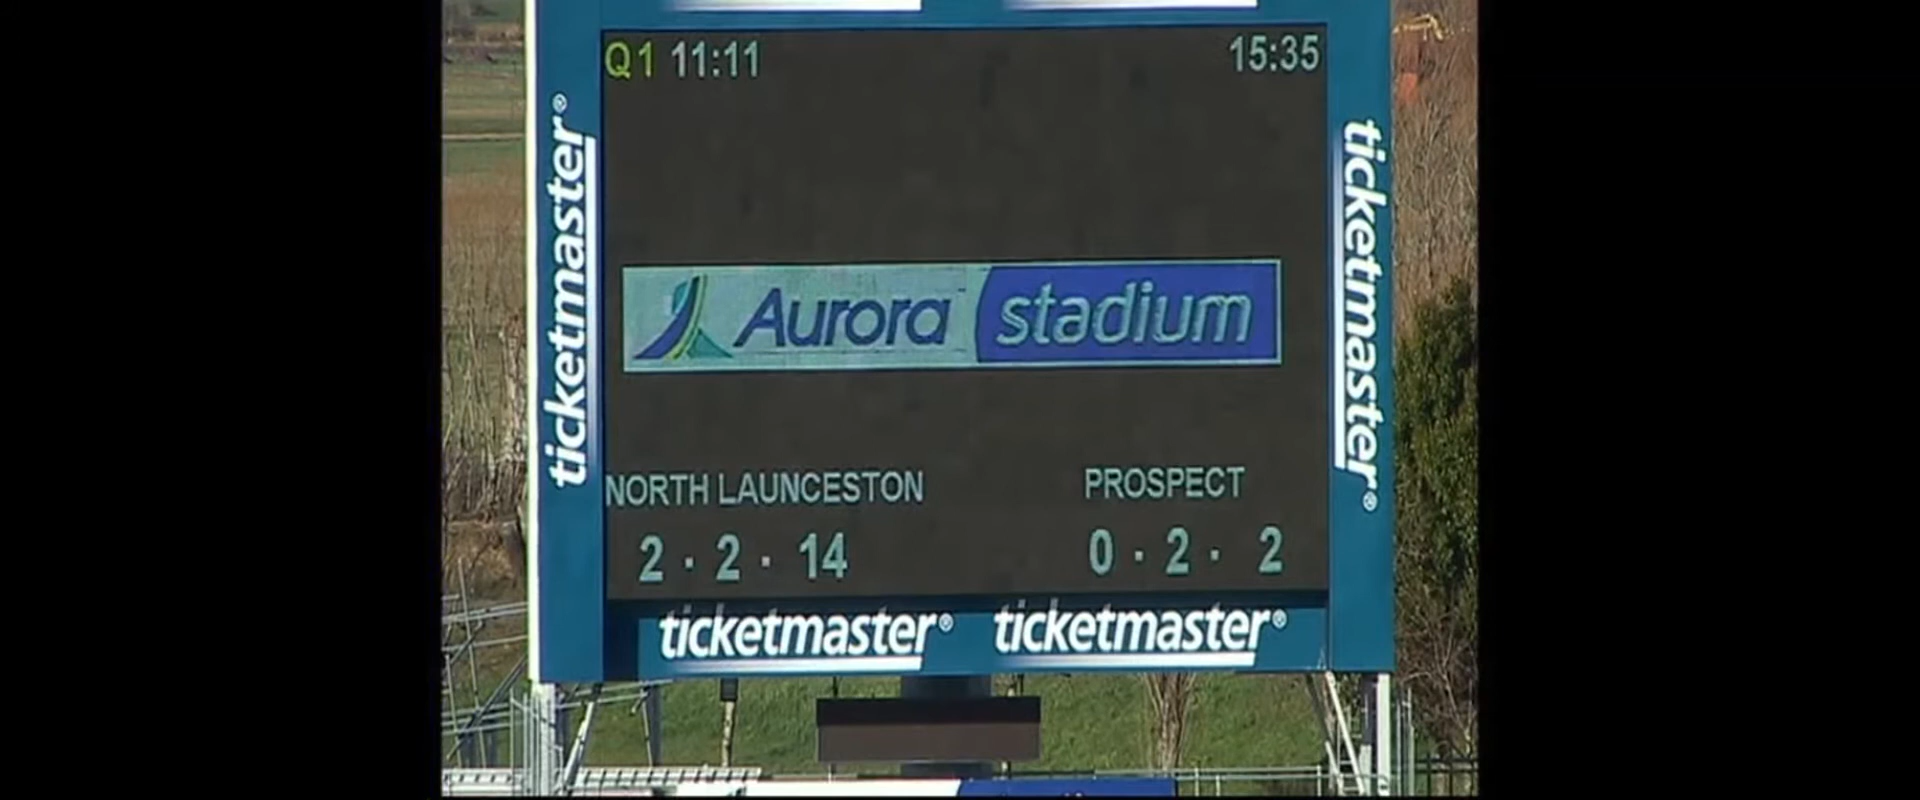 Q1 11:11 15:35
ticketmaster®
ticketmaster®
Aurora stadium
NORTH LAUNCESTON PROSPECT
2 · 2 · 14 0 · 2 · 2
ticketmaster® ticketmaster®